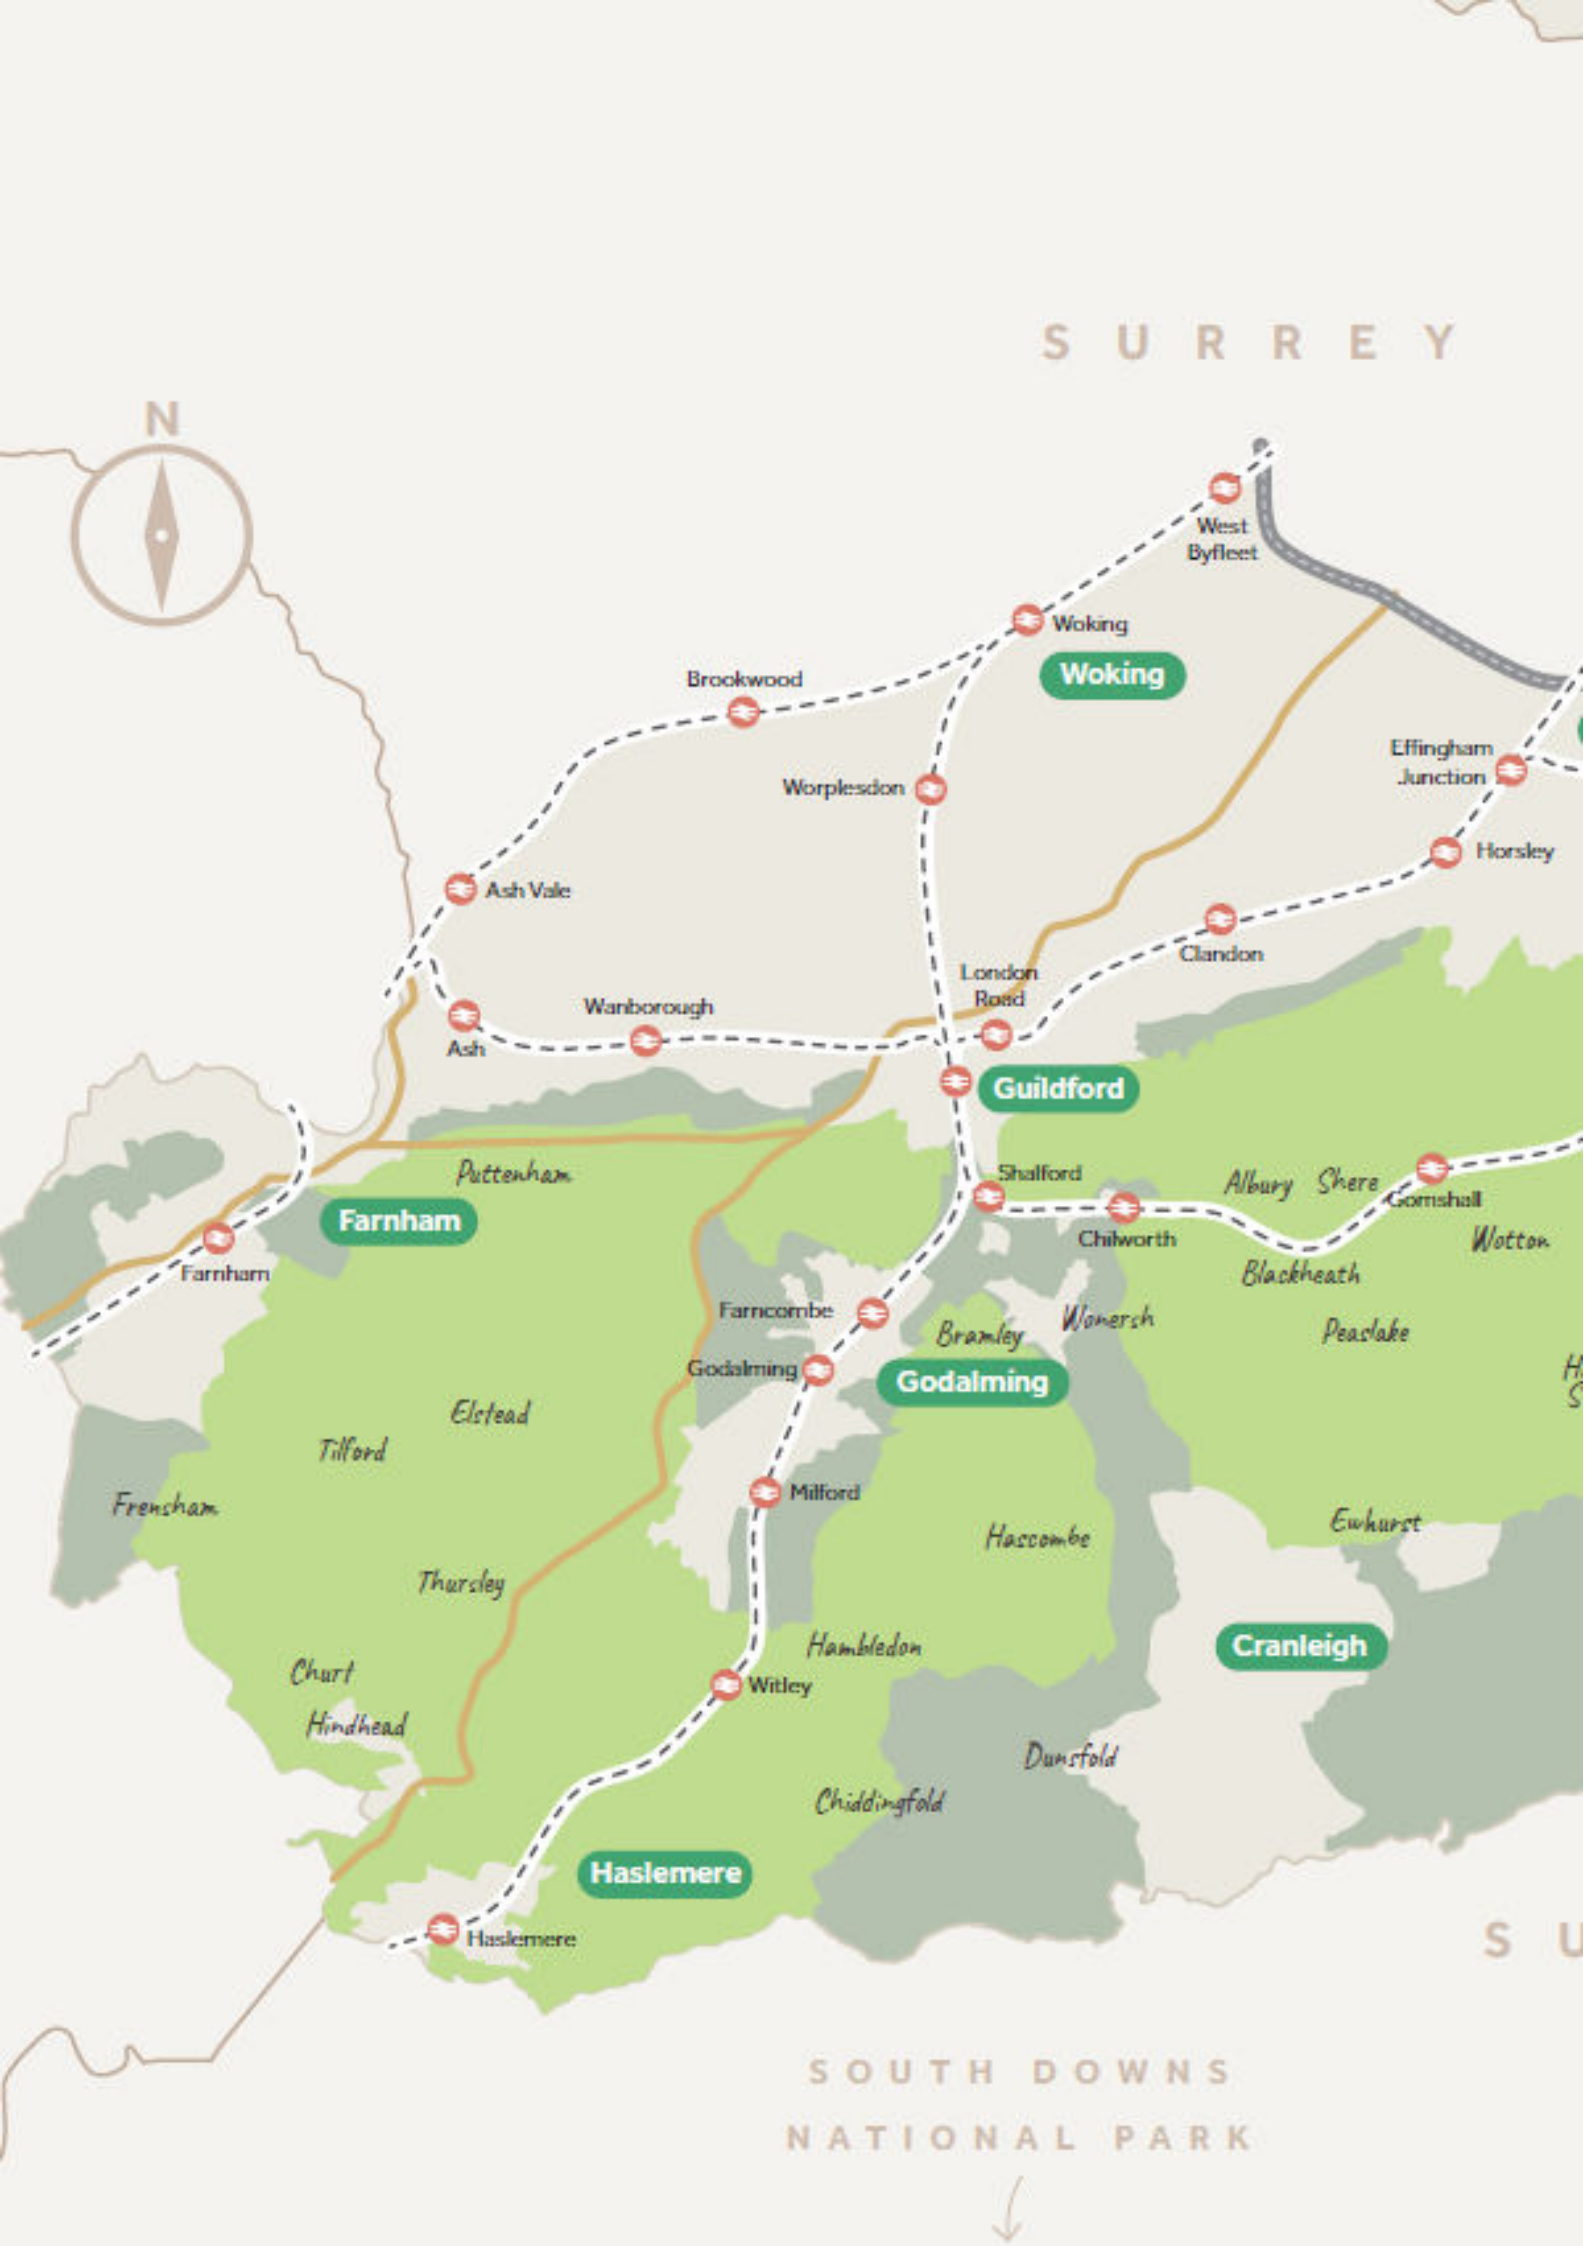 S U R R E Y
N
West
Byfleet
Woking
Woking
Brookwood
Effingham
Junction
Worplesdon
Horsley
Ash Vale
Clandon
London
Road
Wanborough
Ash
Guildford
Puttenham
Shalford
Albury
Shere
Gomshall
Farnham
Chilworth
Wotton
Farnham
Blackheath
Farncombe
Wonersh
Bramley
Peaslake
Godalming
Godalming
H
S
Elstead
Tilford
Milford
Frensham
Ewhurst
Hascombe
Thursley
Hambledon
Cranleigh
Churt
Witley
Hindhead
Dunsfold
Chiddingfold
Haslemere
Haslemere
S U
SOUTH DOWNS
NATIONAL PARK